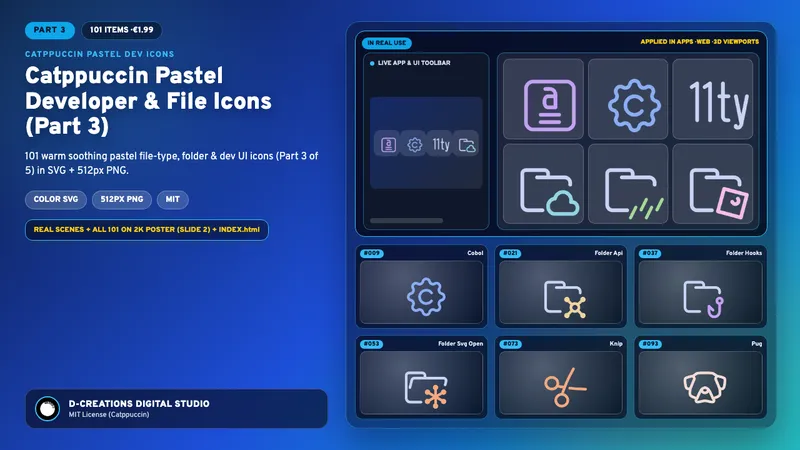 PART 3
101 ITEMS · €1.99
CATPPUCCIN PASTEL DEV ICONS
Catppuccin Pastel
Developer & File Icons
(Part 3)
101 warm soothing pastel file-type, folder & dev UI icons (Part 3 of
5) in SVG + 512px PNG.
COLOR SVG
512PX PNG
MIT
REAL SCENES + ALL 101 ON 2K POSTER (SLIDE 2) + INDEX.html
D-CREATIONS DIGITAL STUDIO
MIT License (Catppuccin)
IN REAL USE
APPLIED IN APPS · WEB · 3D VIEWPORTS
LIVE APP & UI TOOLBAR
a
C
11ty
a
C
11ty
#009
Cobol
C
#021
Folder Api
#037
Folder Hooks
#053
Folder Svg Open
#073
Knip
#093
Pug